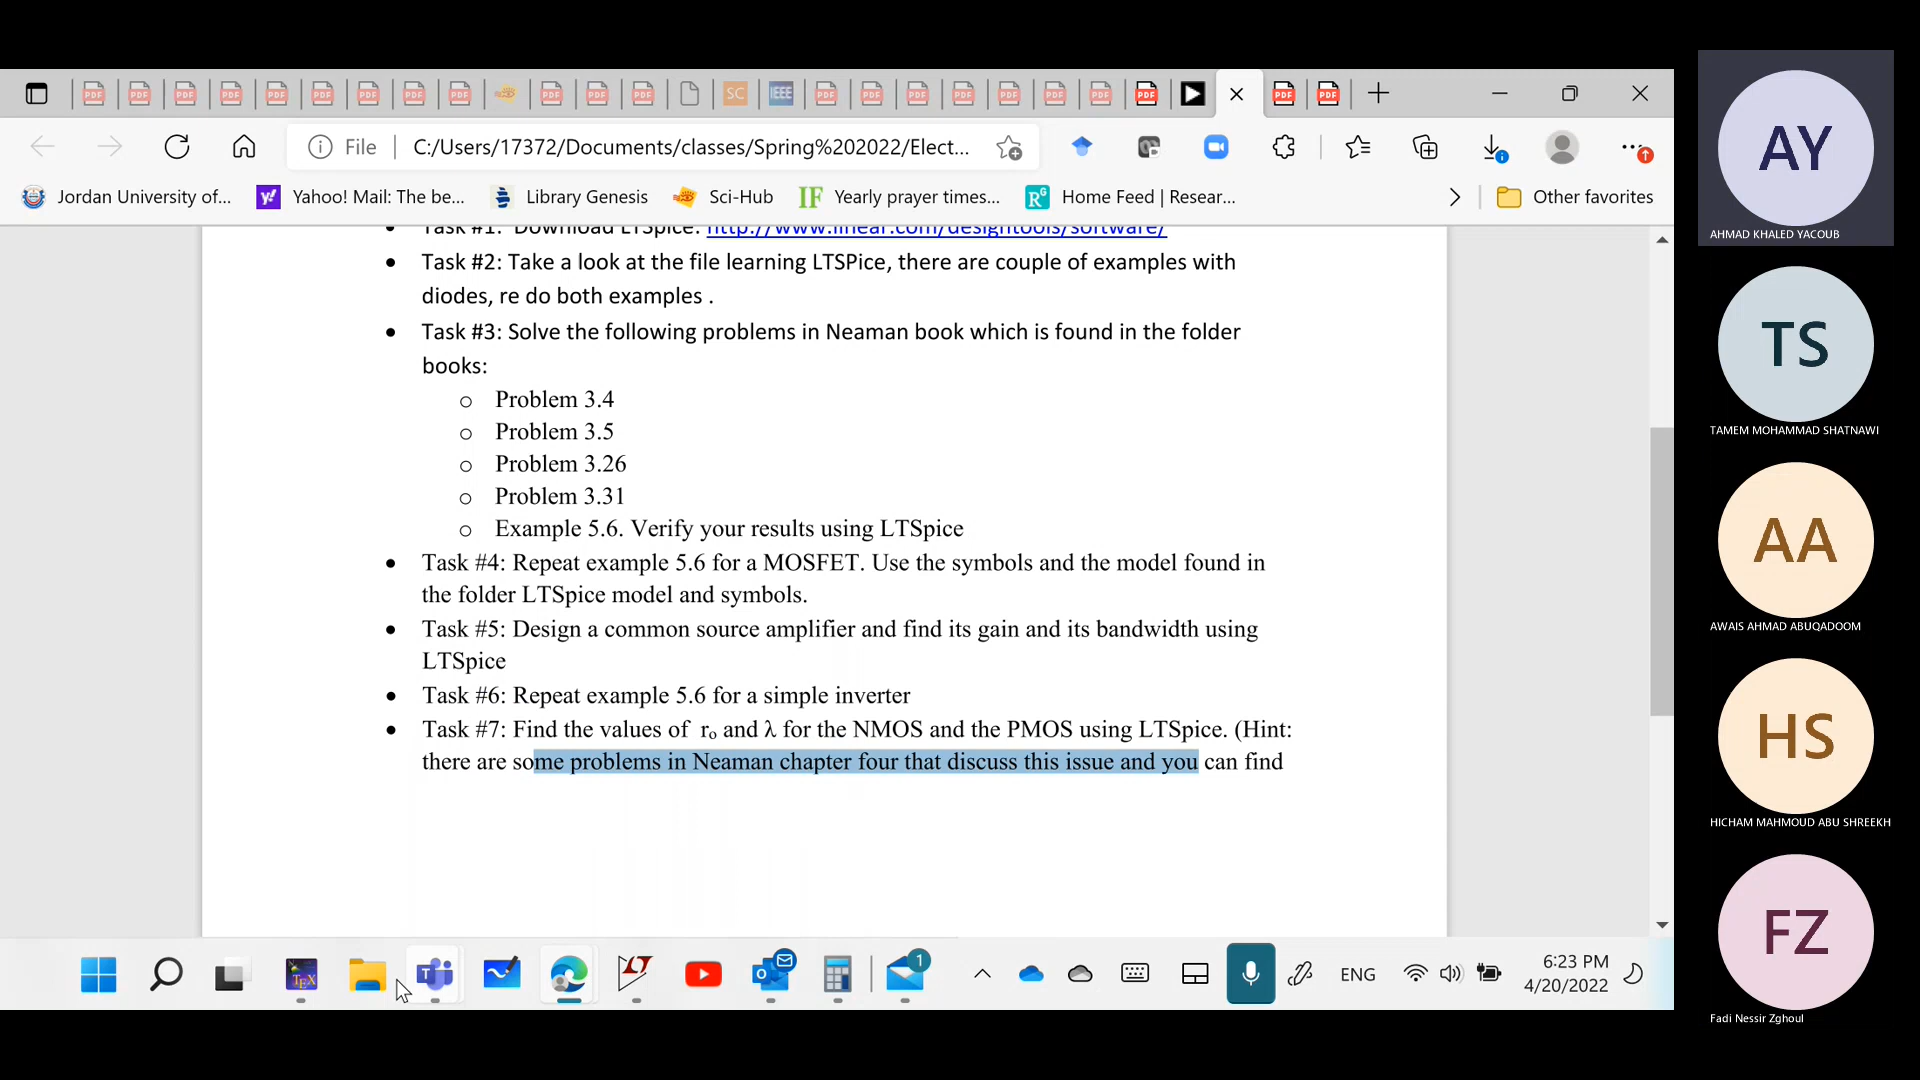 File
C:/Users/17372/Documents/classes/Spring%202022/Elect...
Jordan University of...
Yahoo! Mail: The be...
Library Genesis
Sci-Hub
Yearly prayer times...
Home Feed | Resear...
Other favorites
Task #1: Download LTSpice: http://www.linear.com/designtools/software/
Task #2: Take a look at the file learning LTSPice, there are couple of examples with
diodes, re do both examples .
Task #3: Solve the following problems in Neaman book which is found in the folder
books:
Problem 3.4
Problem 3.5
Problem 3.26
Problem 3.31
Example 5.6. Verify your results using LTSpice
Task #4: Repeat example 5.6 for a MOSFET. Use the symbols and the model found in
the folder LTSpice model and symbols.
Task #5: Design a common source amplifier and find its gain and its bandwidth using
LTSpice
Task #6: Repeat example 5.6 for a simple inverter
Task #7: Find the values of rₒ and λ for the NMOS and the PMOS using LTSpice. (Hint:
there are some problems in Neaman chapter four that discuss this issue and you can find
ENG
6:23 PM
4/20/2022
AY
AHMAD KHALED YACOUB
TS
TAMEM MOHAMMAD SHATNAWI
AA
AWAIS AHMAD ABUQADOOM
HS
HICHAM MAHMOUD ABU SHREEKH
FZ
Fadi Nessir Zghoul